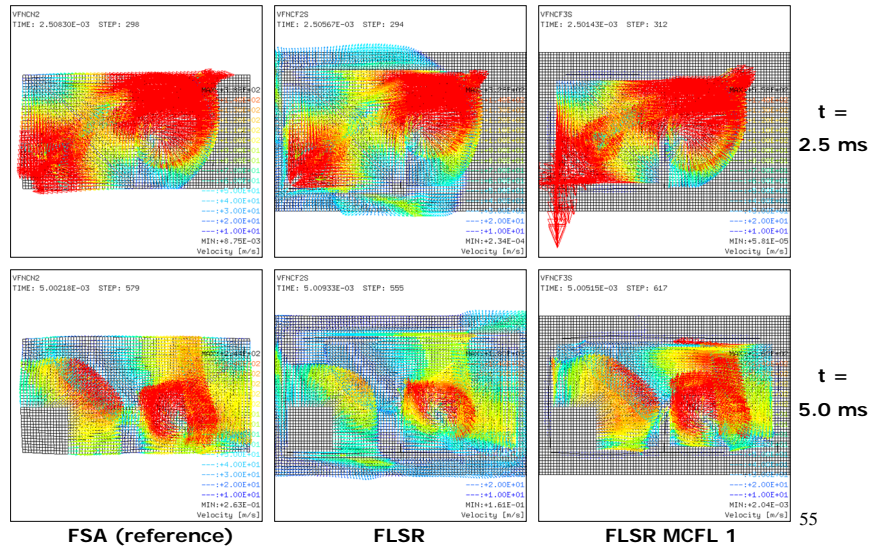 VFNCN2
TIME: 2.50830E-03 STEP: 298
---:+4.00E+01
---:+3.00E+01
---:+2.00E+01
---:+1.00E+01
MIN:+8.75E-03
Velocity [m/s]
VFNCF2S
TIME: 2.50567E-03 STEP: 294
---:+2.00E+01
---:+1.00E+01
MIN:+2.34E-04
Velocity [m/s]
VFNCF3S
TIME: 2.50143E-03 STEP: 312
---:+2.00E+01
---:+1.00E+01
MIN:+5.81E-05
Velocity [m/s]
t =
2.5 ms
VFNCN2
TIME: 5.00218E-03 STEP: 579
---:+4.00E+01
---:+3.00E+01
---:+2.00E+01
---:+1.00E+01
MIN:+2.63E-01
Velocity [m/s]
VFNCF2S
TIME: 5.00933E-03 STEP: 555
---:+2.00E+01
---:+1.00E+01
MIN:+1.61E-01
Velocity [m/s]
VFNCF3S
TIME: 5.00515E-03 STEP: 617
---:+2.00E+01
---:+1.00E+01
MIN:+2.04E-03
Velocity [m/s]
t =
5.0 ms
FSA (reference)
FLSR
FLSR MCFL 1
55